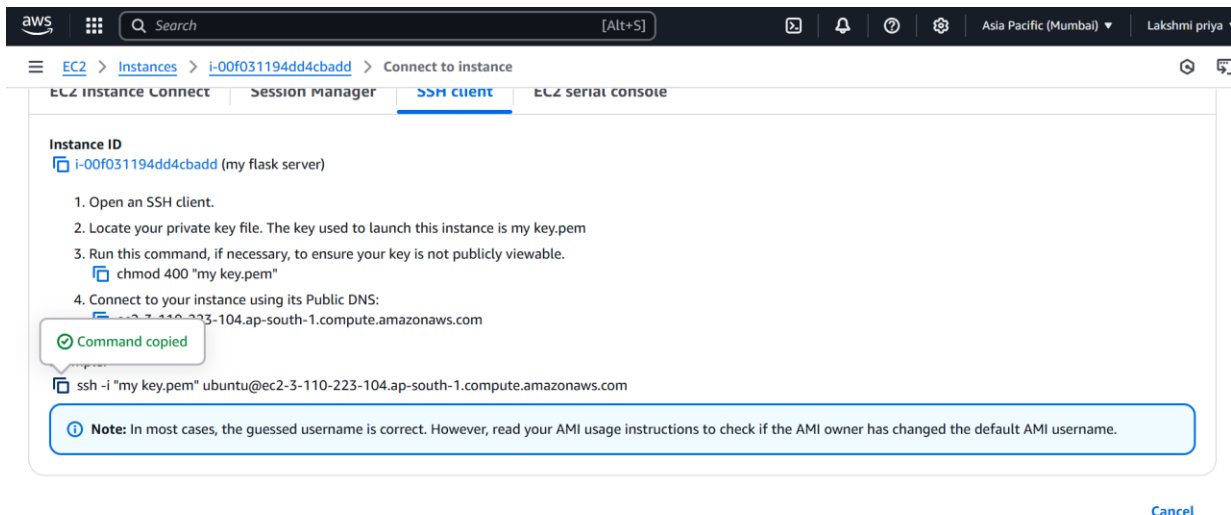 aws Search [Alt+S] Asia Pacific (Mumbai) Lakshmi priya
EC2 > Instances > i-00f031194dd4cbadd > Connect to instance
EC2 Instance Connect Session Manager SSH client EC2 serial console
Instance ID
i-00f031194dd4cbadd (my flask server)
1. Open an SSH client.
2. Locate your private key file. The key used to launch this instance is my key.pem
3. Run this command, if necessary, to ensure your key is not publicly viewable.
chmod 400 "my key.pem"
4. Connect to your instance using its Public DNS:
ec2-3-110-223-104.ap-south-1.compute.amazonaws.com
Command copied
ssh -i "my key.pem" ubuntu@ec2-3-110-223-104.ap-south-1.compute.amazonaws.com
Note: In most cases, the guessed username is correct. However, read your AMI usage instructions to check if the AMI owner has changed the default AMI username.
Cancel